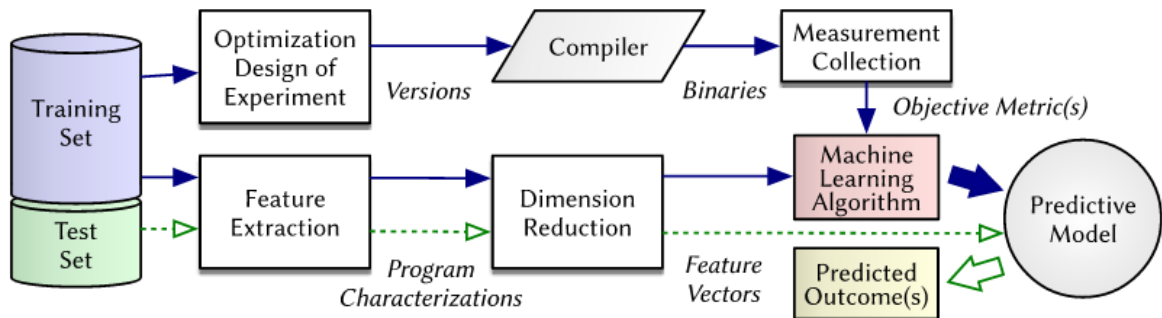 Training
Set
Test
Set
Optimization
Design of
Experiment
Versions
Compiler
Binaries
Measurement
Collection
Objective Metric(s)
Feature
Extraction
Program
Characterizations
Dimension
Reduction
Feature
Vectors
Machine
Learning
Algorithm
Predictive
Model
Predicted
Outcome(s)